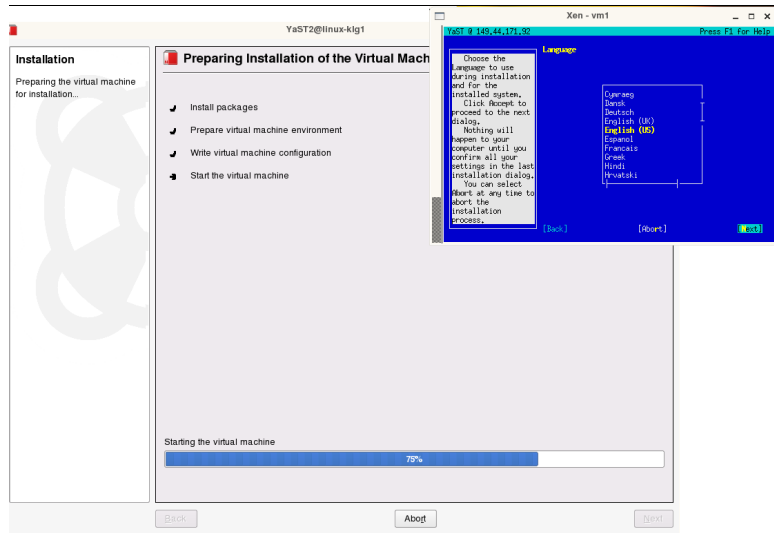 YaST2@linux-klg1
Installation
Preparing the virtual machine
for installation...
Preparing Installation of the Virtual Mach
Install packages
Prepare virtual machine environment
Write virtual machine configuration
Start the virtual machine
Starting the virtual machine
75%
Back
Abort
Next
Xen - vm1
YaST @ 149.44.171.92
Press F1 for Help
Choose the
Language to use
during installation
and for the
installed system.
Click Accept to
proceed to the next
dialog.
Nothing will
happen to your
computer until you
confirm all your
settings in the last
installation dialog.
You can select
Abort at any time to
abort the
installation
process.
Language
Cymraeg
Dansk
Deutsch
English (UK)
English (US)
Espanol
Francais
Greek
Hindi
Hrvatski
[Back]
[Abort]
[Next]